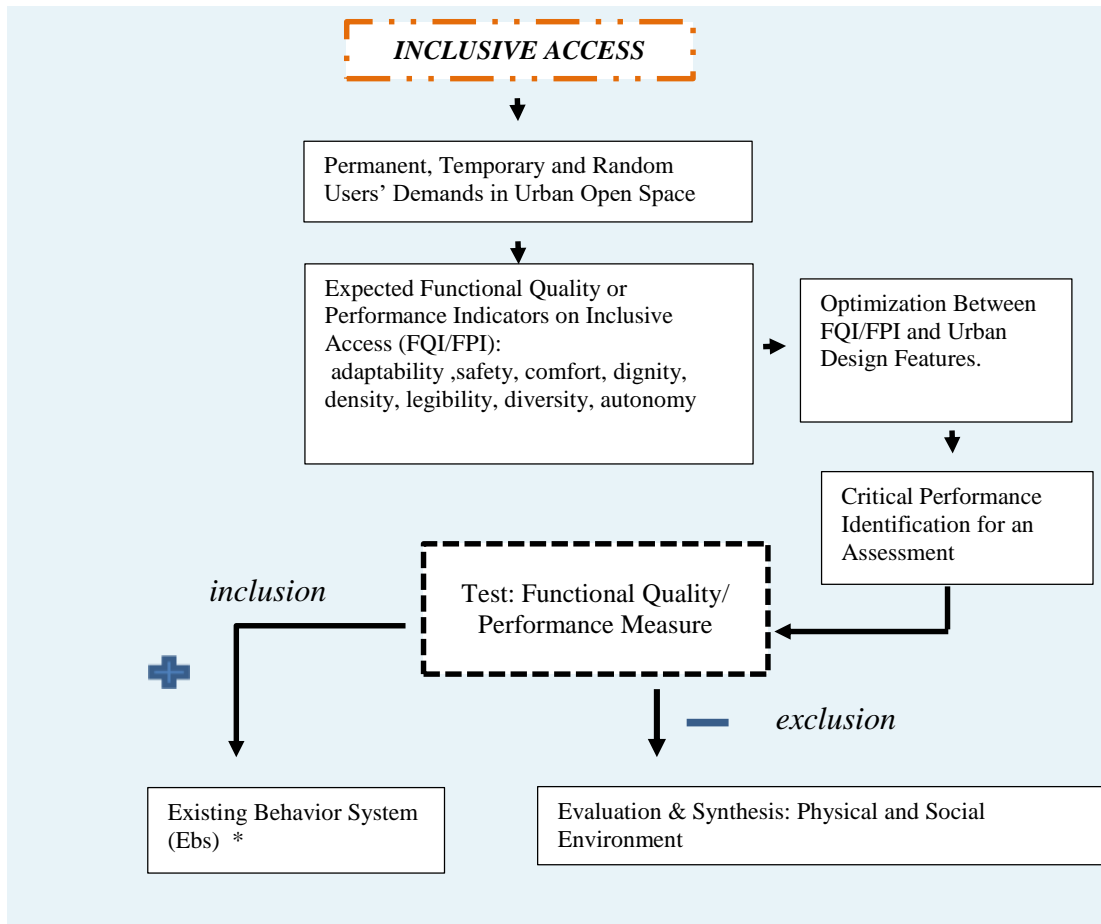 INCLUSIVE ACCESS
Permanent, Temporary and Random
Users’ Demands in Urban Open Space
Expected Functional Quality or
Performance Indicators on Inclusive
Access (FQI/FPI):
adaptability ,safety, comfort, dignity,
density, legibility, diversity, autonomy
Optimization Between
FQI/FPI and Urban
Design Features.
Critical Performance
Identification for an
Assessment
Test: Functional Quality/
Performance Measure
inclusion
exclusion
Existing Behavior System
(Ebs) *
Evaluation & Synthesis: Physical and Social
Environment